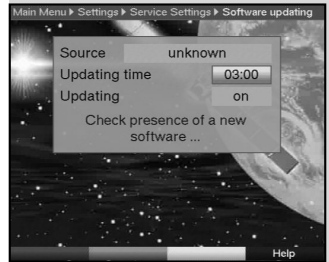 Main Menu ▶ Settings ▶ Service Settings ▶ Software updating
Source unknown
Updating time 03:00
Updating on
Check presence of a new
software ...
Help